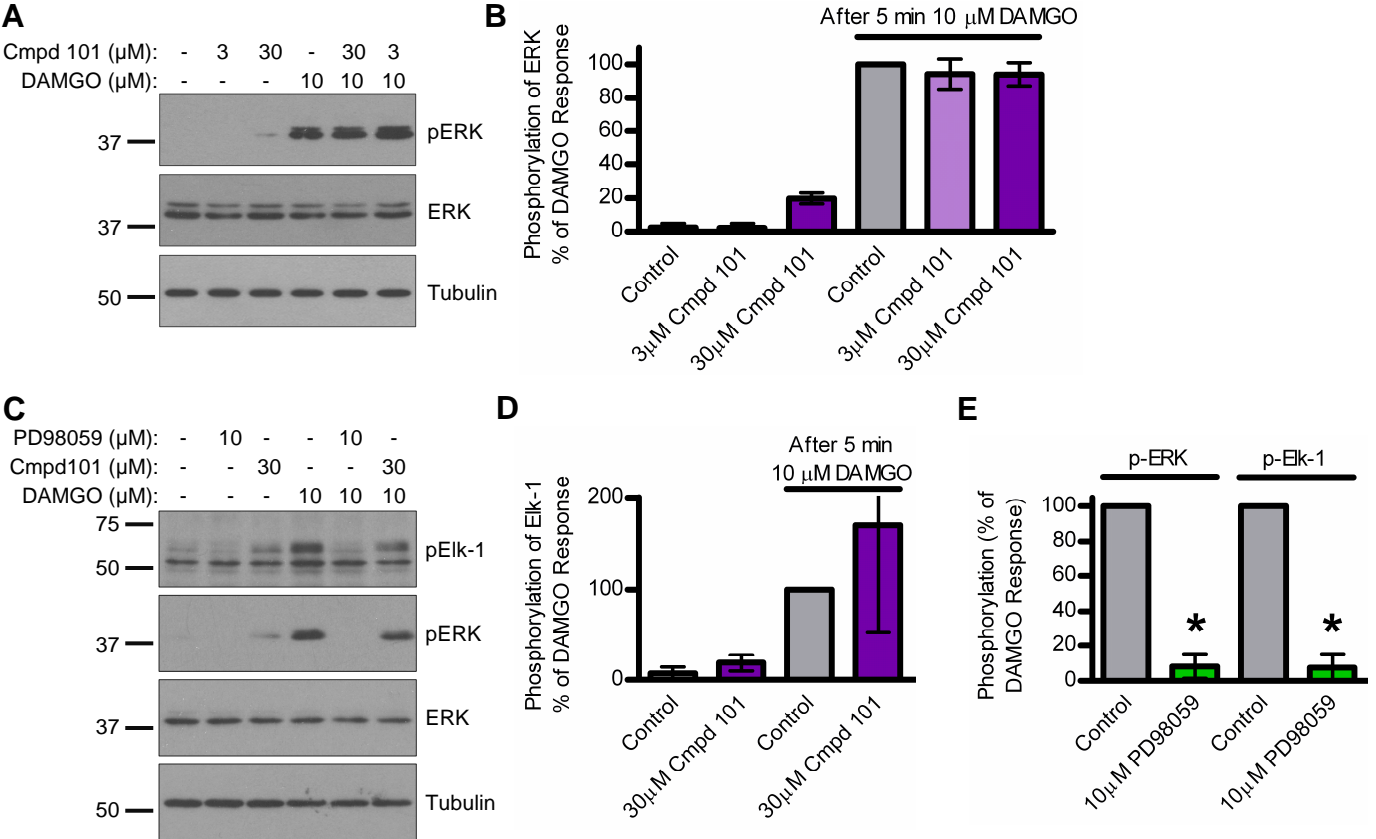 A
Cmpd 101 (µM): - 3 30 - 30 3
DAMGO (µM): - - - 10 10 10
37 pERK
37 ERK
50 Tubulin
B
After 5 min 10 µM DAMGO
Phosphorylation of ERK
% of DAMGO Response
100
80
60
40
20
0
Control
3µM Cmpd 101
30µM Cmpd 101
Control
3µM Cmpd 101
30µM Cmpd 101
C
PD98059 (µM): - 10 - - 10 -
Cmpd101 (µM): - - 30 - - 30
DAMGO (µM): - - - 10 10 10
75
50 pElk-1
37 pERK
37 ERK
50 Tubulin
D
After 5 min
10 µM DAMGO
Phosphorylation of Elk-1
% of DAMGO Response
200
100
0
Control
30µM Cmpd 101
Control
30µM Cmpd 101
E
p-ERK p-Elk-1
Phosphorylation (% of
DAMGO Response)
100
80
60
40
20
0
* *
Control
10µM PD98059
Control
10µM PD98059